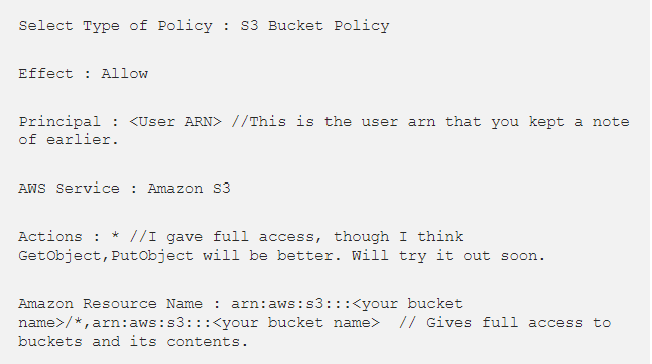 Select Type of Policy : S3 Bucket Policy
Effect : Allow
Principal : <User ARN> //This is the user arn that you kept a note
of earlier.
AWS Service : Amazon S3
Actions : * //I gave full access, though I think
GetObject,PutObject will be better. Will try it out soon.
Amazon Resource Name : arn:aws:s3:::<your bucket
name>/*,arn:aws:s3:::<your bucket name>  // Gives full access to
buckets and its contents.